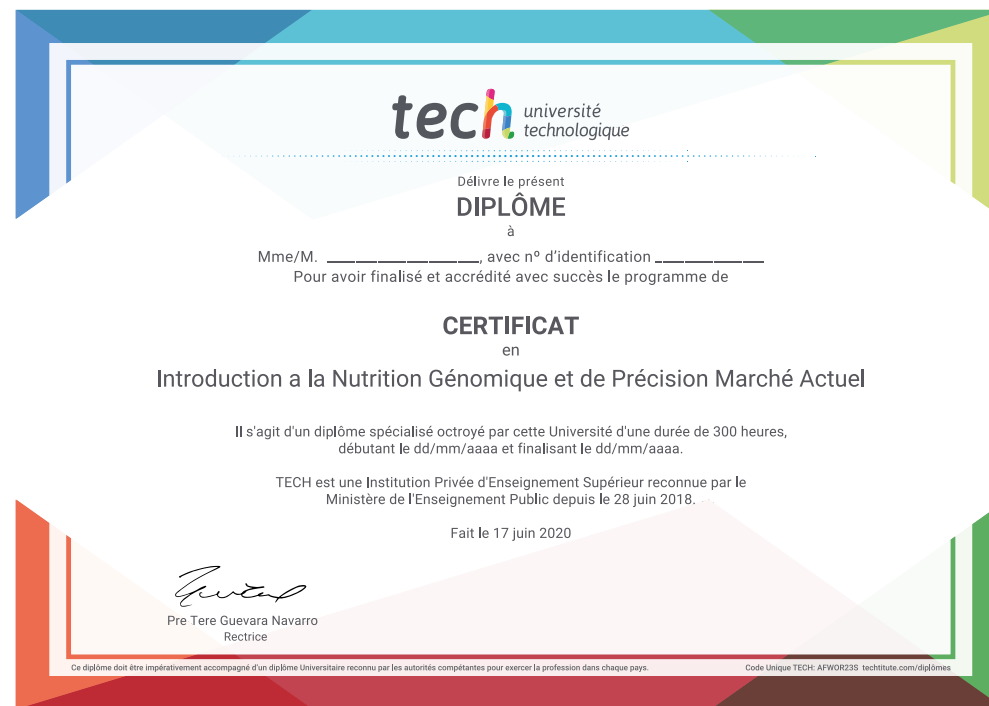 tech université
technologique
Délivre le présent
DIPLÔME
à
Mme/M. ________________, avec nº d'identification ____________
Pour avoir finalisé et accrédité avec succès le programme de
CERTIFICAT
en
Introduction a la Nutrition Génomique et de Précision Marché Actuel
Il s'agit d'un diplôme spécialisé octroyé par cette Université d'une durée de 300 heures,
débutant le dd/mm/aaaa et finalisant le dd/mm/aaaa.
TECH est une Institution Privée d'Enseignement Supérieur reconnue par le
Ministère de l'Enseignement Public depuis le 28 juin 2018.
Fait le 17 juin 2020
Pre Tere Guevara Navarro
Rectrice
Ce diplôme doit être impérativement accompagné d'un diplôme Universitaire reconnu par les autorités compétantes pour exercer la profession dans chaque pays.
Code Unique TECH: AFWOR23S techtitute.com/diplômes